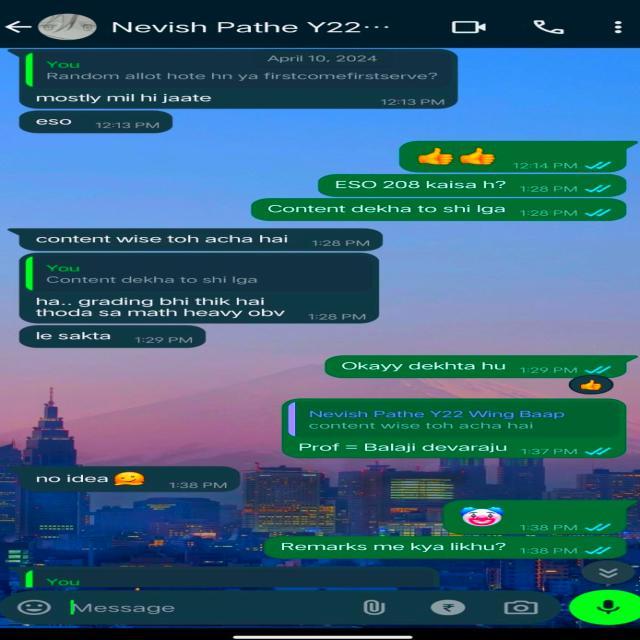 Nevish Pathe Y22...
April 10, 2024
You
Random allot hote hn ya firstcomefirstserve?
mostly mil hi jaate
12:13 PM
eso 12:13 PM
👍👍 12:14 PM
ESO 208 kaisa h? 1:28 PM
Content dekha to shi lga 1:28 PM
content wise toh acha hai 1:28 PM
You
Content dekha to shi lga
ha.. grading bhi thik hai
thoda sa math heavy obv 1:28 PM
le sakta 1:29 PM
Okayy dekhta hu 1:29 PM
👍
Nevish Pathe Y22 Wing Baap
content wise toh acha hai
Prof = Balaji devaraju 1:37 PM
no idea 🥲 1:38 PM
🤡 1:38 PM
Remarks me kya likhu? 1:38 PM
You
Message
₹